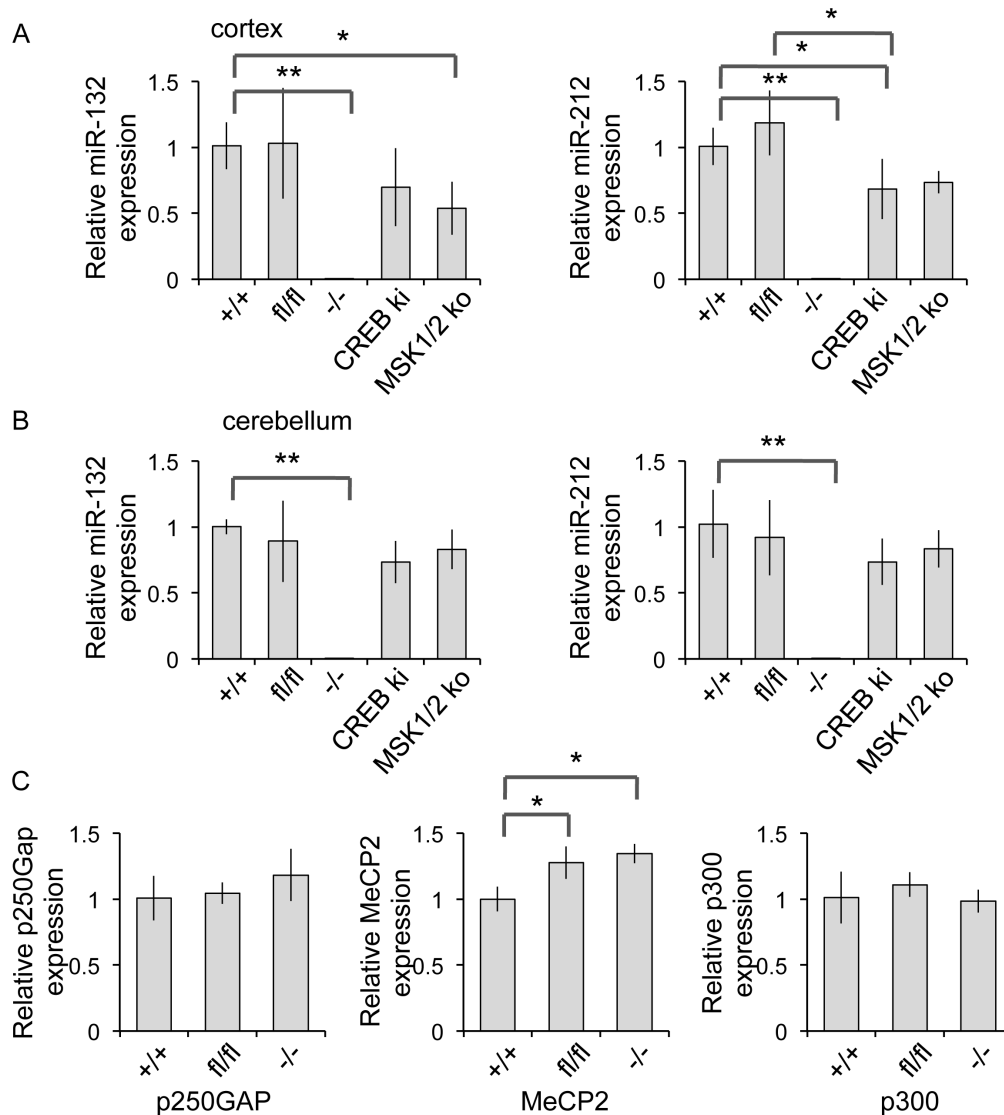 A
cortex
*
**
Relative miR-132
expression
1.5
1
0.5
0
+/+
fl/fl
-/-
CREB ki
MSK1/2 ko
*
*
**
Relative miR-212
expression
1.5
1
0.5
0
+/+
fl/fl
-/-
CREB ki
MSK1/2 ko
B
cerebellum
**
Relative miR-132
expression
1.5
1
0.5
0
+/+
fl/fl
-/-
CREB ki
MSK1/2 ko
**
Relative miR-212
expression
1.5
1
0.5
0
+/+
fl/fl
-/-
CREB ki
MSK1/2 ko
C
Relative p250Gap
expression
1.5
1
0.5
0
+/+
fl/fl
-/-
p250GAP
*
*
Relative MeCP2
expression
1.5
1
0.5
0
+/+
fl/fl
-/-
MeCP2
Relative p300
expression
1.5
1
0.5
0
+/+
fl/fl
-/-
p300